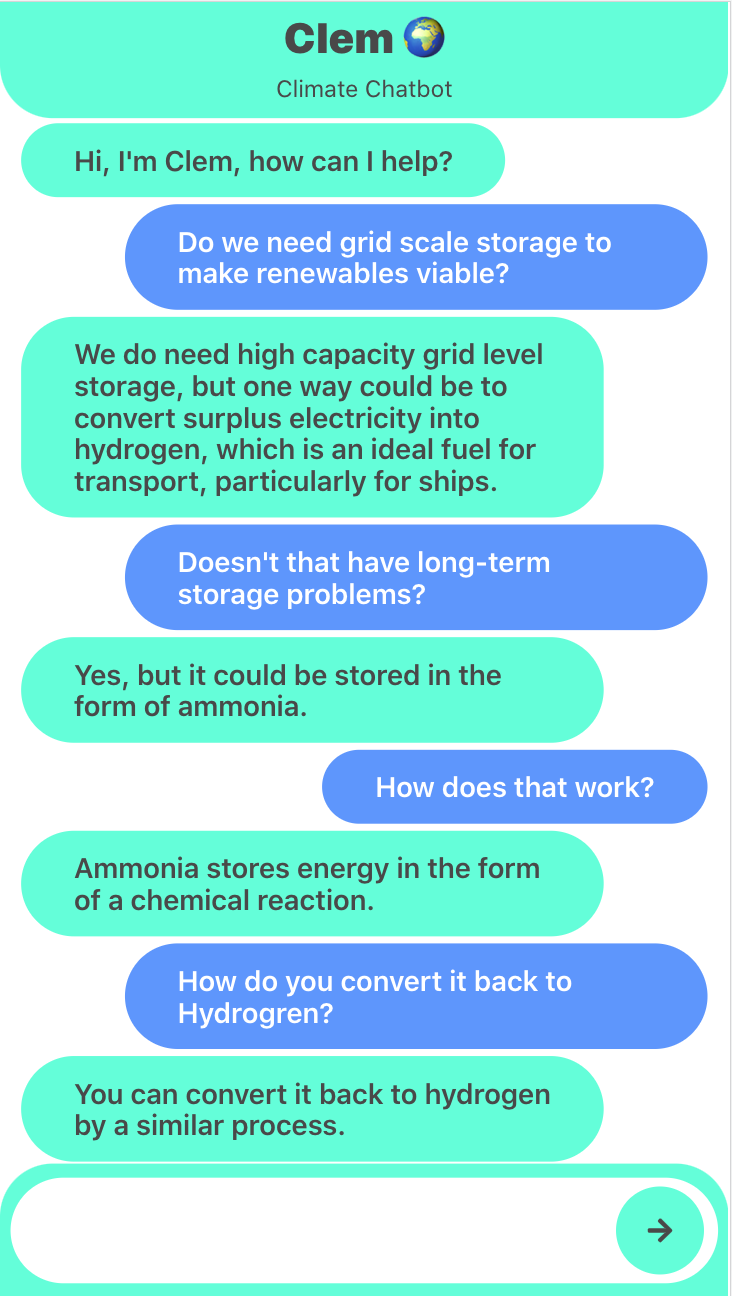 Clem 🌍
Climate Chatbot
Hi, I'm Clem, how can I help?
Do we need grid scale storage to
make renewables viable?
We do need high capacity grid level
storage, but one way could be to
convert surplus electricity into
hydrogen, which is an ideal fuel for
transport, particularly for ships.
Doesn't that have long-term
storage problems?
Yes, but it could be stored in the
form of ammonia.
How does that work?
Ammonia stores energy in the form
of a chemical reaction.
How do you convert it back to
Hydrogren?
You can convert it back to hydrogen
by a similar process.